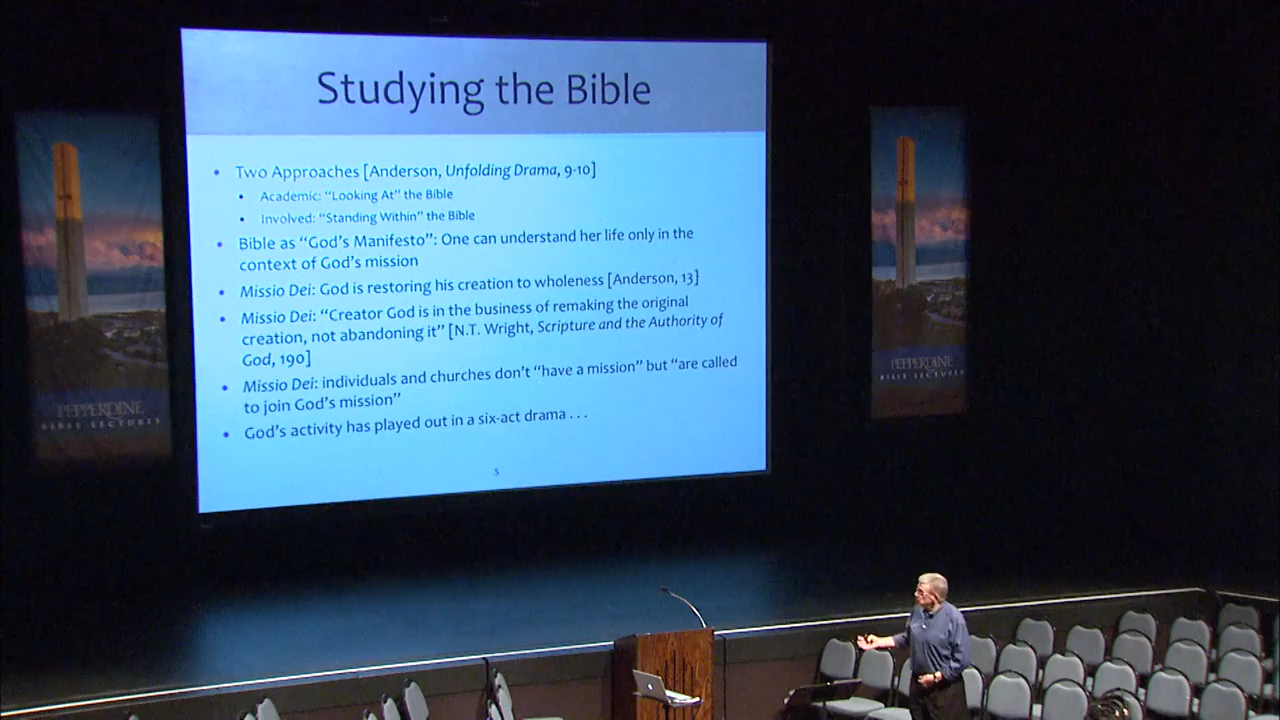 Studying the Bible
• Two Approaches [Anderson, Unfolding Drama, 9-10]
• Academic: “Looking At” the Bible
• Involved: “Standing Within” the Bible
• Bible as “God’s Manifesto”: One can understand her life only in the
context of God’s mission
• Missio Dei: God is restoring his creation to wholeness [Anderson, 13]
• Missio Dei: “Creator God is in the business of remaking the original
creation, not abandoning it” [N.T. Wright, Scripture and the Authority of
God, 190]
• Missio Dei: individuals and churches don’t “have a mission” but “are called
to join God’s mission”
• God’s activity has played out in a six-act drama . . .
5
PEPPERDINE
BIBLE LECTURES
PEPPERDINE
BIBLE LECTURES